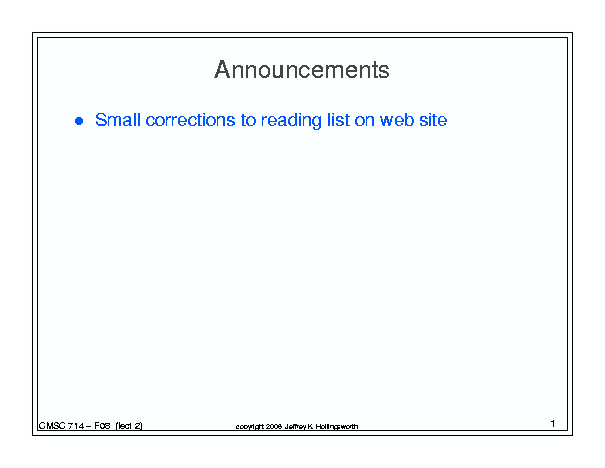 Announcements
● Small corrections to reading list on web site
CMSC 714 – F08 (lect 2)
copyright 2008 Jeffrey K. Hollingsworth
1